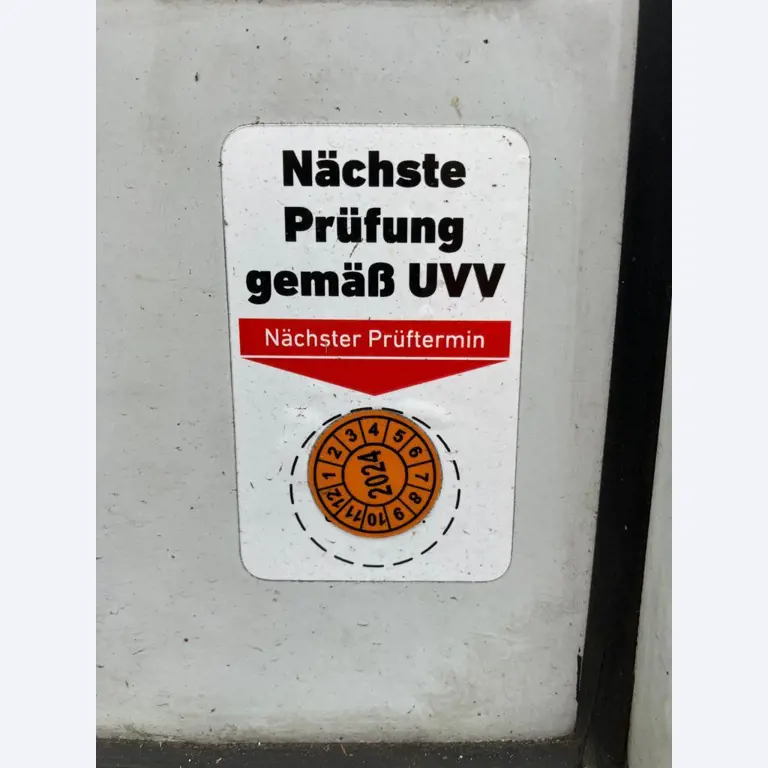 Nächste
Prüfung
gemäß UVV
Nächster Prüftermin
1 2 3 4 5 6 7 8 9 10 11 12
2024